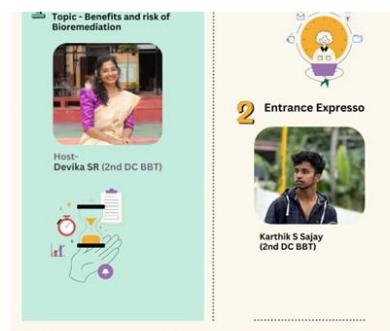 Topic - Benefits and risk of
Bioremediation
Host-
Devika SR (2nd DC BBT)
2 Entrance Expresso
Karthik S Sajay
(2nd DC BBT)